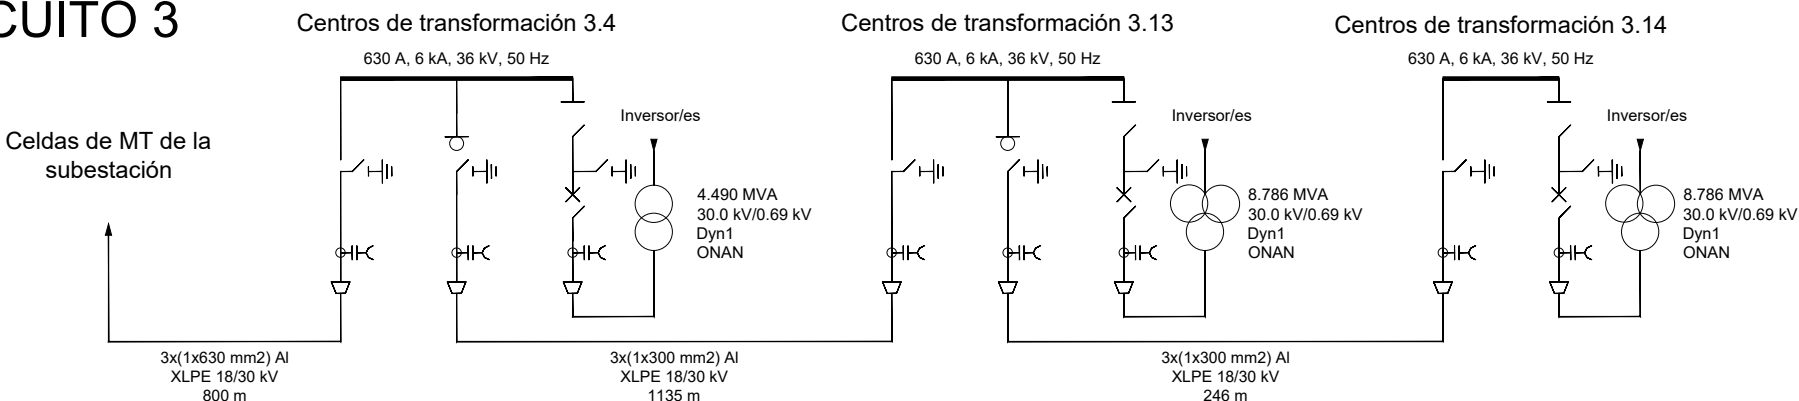 CUITO 3
Centros de transformación 3.4
Centros de transformación 3.13
Centros de transformación 3.14
630 A, 6 kA, 36 kV, 50 Hz
630 A, 6 kA, 36 kV, 50 Hz
630 A, 6 kA, 36 kV, 50 Hz
Celdas de MT de la
subestación
Inversor/es
4.490 MVA
30.0 kV/0.69 kV
Dyn1
ONAN
Inversor/es
8.786 MVA
30.0 kV/0.69 kV
Dyn1
ONAN
Inversor/es
8.786 MVA
30.0 kV/0.69 kV
Dyn1
ONAN
3x(1x630 mm2) Al
XLPE 18/30 kV
800 m
3x(1x300 mm2) Al
XLPE 18/30 kV
1135 m
3x(1x300 mm2) Al
XLPE 18/30 kV
246 m